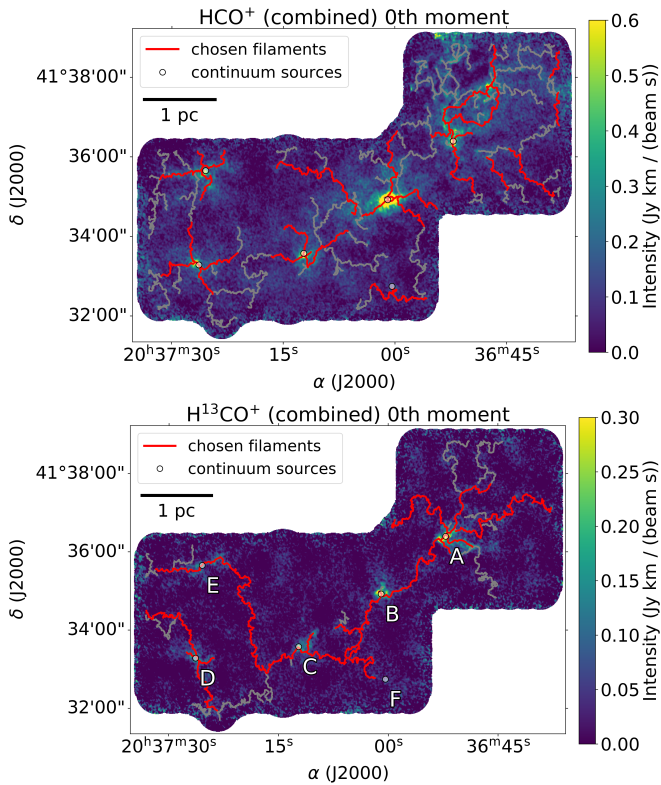 HCO⁺ (combined) 0th moment
chosen filaments
continuum sources
1 pc
41°38'00"
36'00"
34'00"
32'00"
δ (J2000)
20ʰ37ᵐ30ˢ 15ˢ 00ˢ 36ᵐ45ˢ
α (J2000)
0.6
0.5
0.4
0.3
0.2
0.1
0.0
Intensity (Jy km / (beam s))
H¹³CO⁺ (combined) 0th moment
chosen filaments
continuum sources
1 pc
41°38'00"
36'00"
34'00"
32'00"
δ (J2000)
A
B
C
D
E
F
20ʰ37ᵐ30ˢ 15ˢ 00ˢ 36ᵐ45ˢ
α (J2000)
0.30
0.25
0.20
0.15
0.10
0.05
0.00
Intensity (Jy km / (beam s))